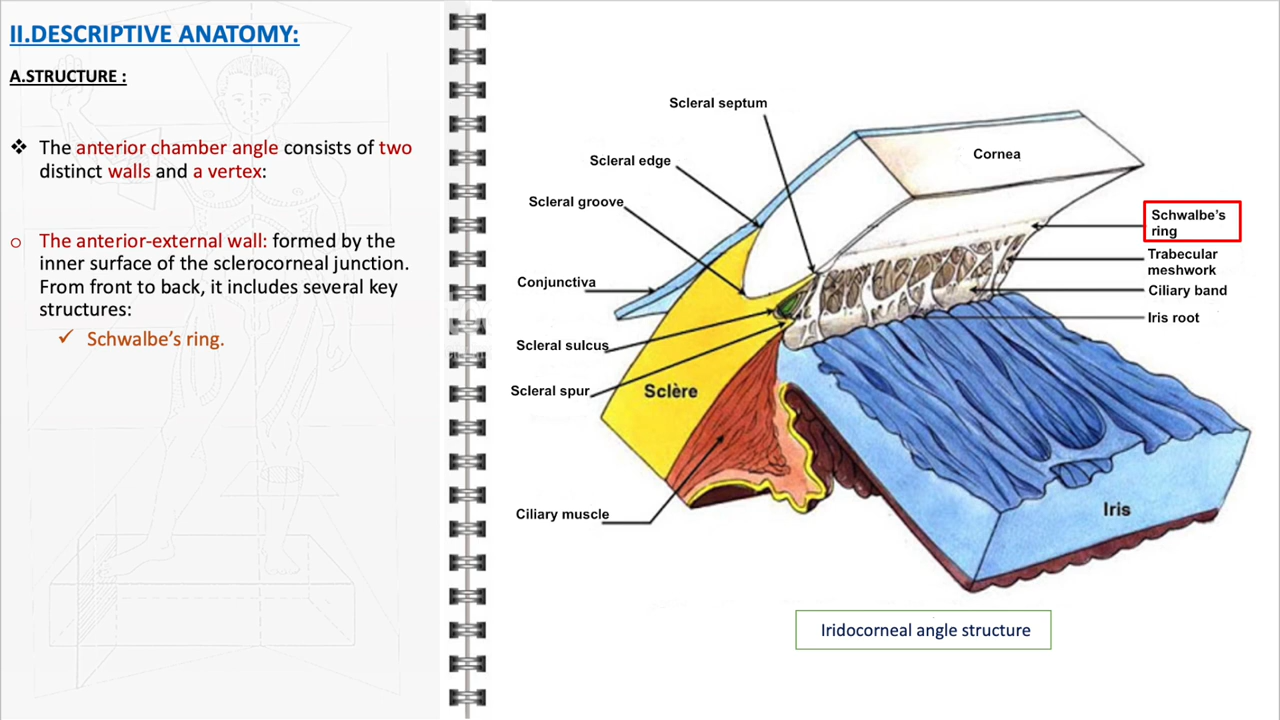 II.DESCRIPTIVE ANATOMY:
A.STRUCTURE :
❖ The anterior chamber angle consists of two
distinct walls and a vertex:
o The anterior-external wall: formed by the
inner surface of the sclerocorneal junction.
From front to back, it includes several key
structures:
✓ Schwalbe’s ring.
Scleral septum
Scleral edge
Scleral groove
Conjunctiva
Scleral sulcus
Scleral spur
Sclère
Ciliary muscle
Cornea
Schwalbe’s
ring
Trabecular
meshwork
Ciliary band
Iris root
Iris
Iridocorneal angle structure